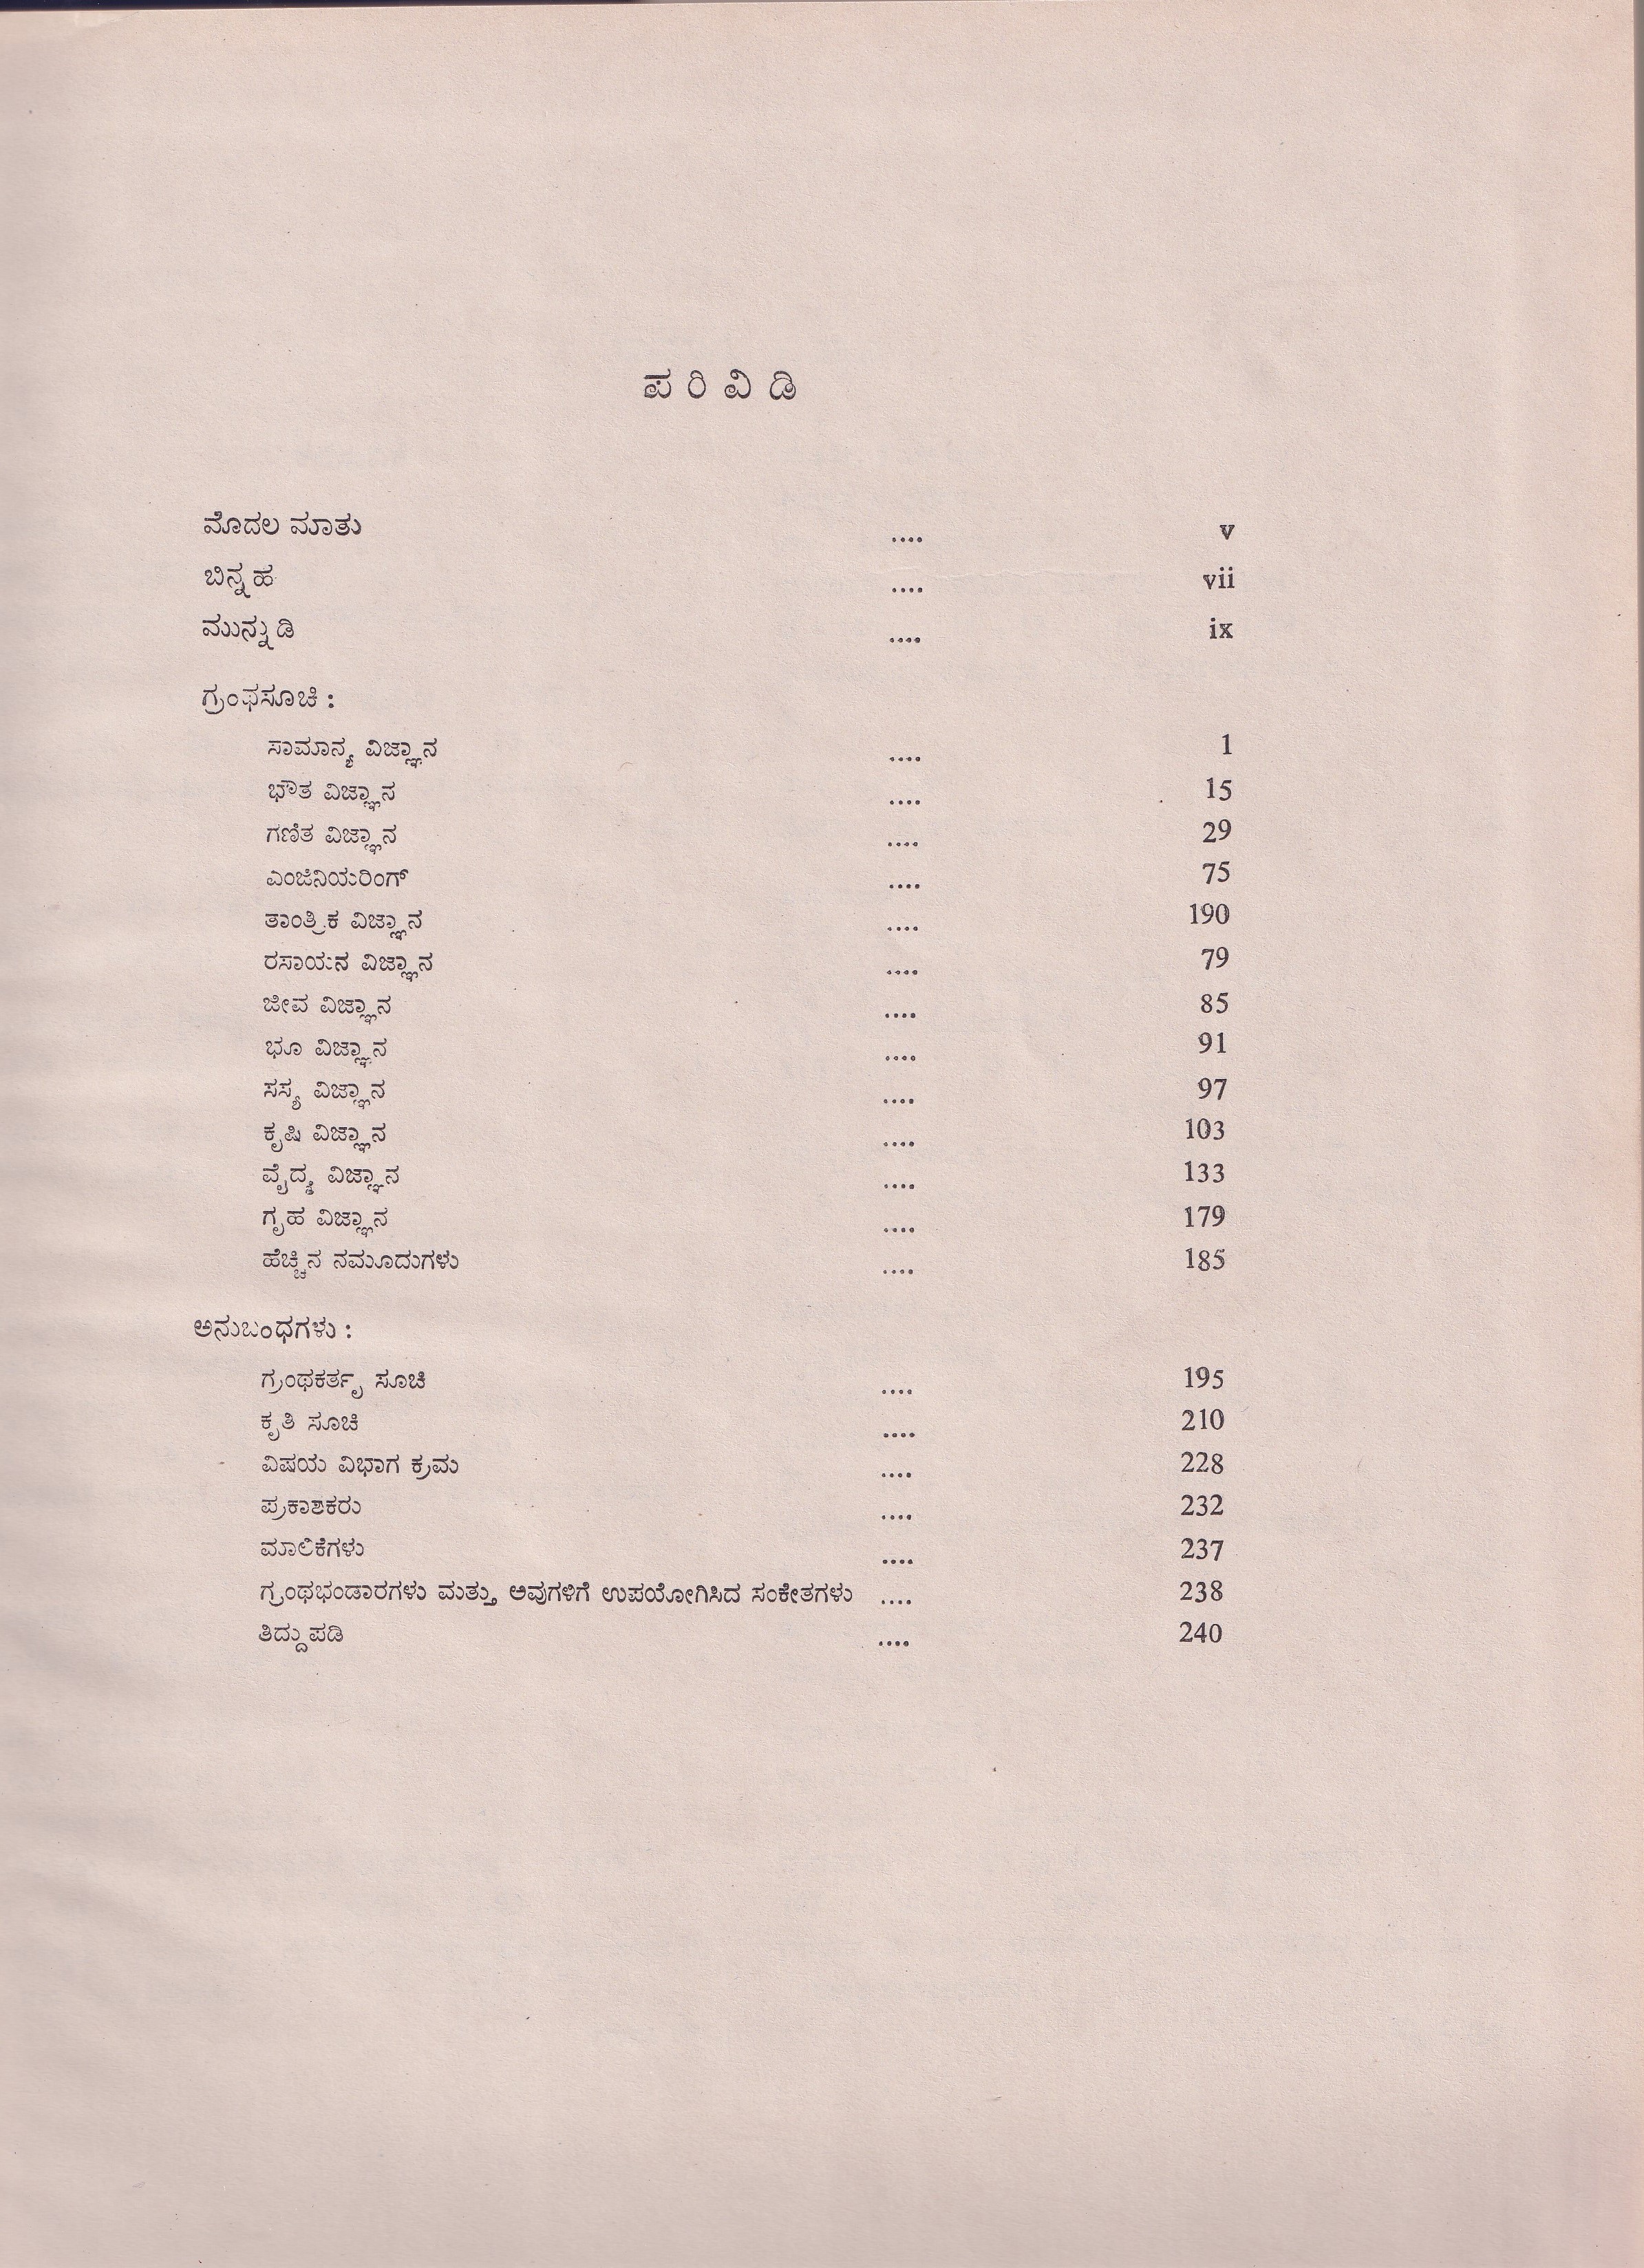 ಪ ರಿ ವಿ ಡಿ
ಮೊದಲ ಮಾತು .... v
ಬಿನ್ನಹ .... vii
ಮುನ್ನುಡಿ .... ix
ಗ್ರಂಥಸೂಚಿ :
ಸಾಮಾನ್ಯ ವಿಜ್ಞಾನ .... 1
ಭೌತ ವಿಜ್ಞಾನ .... 15
ಗಣಿತ ವಿಜ್ಞಾನ .... 29
ಎಂಜಿನಿಯರಿಂಗ್ .... 75
ತಾಂತ್ರಿಕ ವಿಜ್ಞಾನ .... 190
ರಸಾಯನ ವಿಜ್ಞಾನ .... 79
ಜೀವ ವಿಜ್ಞಾನ .... 85
ಭೂ ವಿಜ್ಞಾನ .... 91
ಸಸ್ಯ ವಿಜ್ಞಾನ .... 97
ಕೃಷಿ ವಿಜ್ಞಾನ .... 103
ವೈದ್ಯ ವಿಜ್ಞಾನ .... 133
ಗೃಹ ವಿಜ್ಞಾನ .... 179
ಹೆಚ್ಚಿನ ನಮೂದುಗಳು .... 185
ಅನುಬಂಧಗಳು :
ಗ್ರಂಥಕರ್ತೃ ಸೂಚಿ .... 195
ಕೃತಿ ಸೂಚಿ .... 210
ವಿಷಯ ವಿಭಾಗ ಕ್ರಮ .... 228
ಪ್ರಕಾಶಕರು .... 232
ಮಾಲಿಕೆಗಳು .... 237
ಗ್ರಂಥಭಂಡಾರಗಳು ಮತ್ತು ಅವುಗಳಿಗೆ ಉಪಯೋಗಿಸಿದ ಸಂಕೇತಗಳು .... 238
ತಿದ್ದುಪಡಿ .... 240